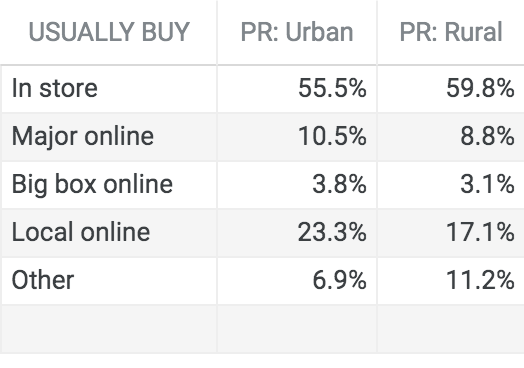 USUALLY BUY PR: Urban PR: Rural
In store 55.5% 59.8%
Major online 10.5% 8.8%
Big box online 3.8% 3.1%
Local online 23.3% 17.1%
Other 6.9% 11.2%